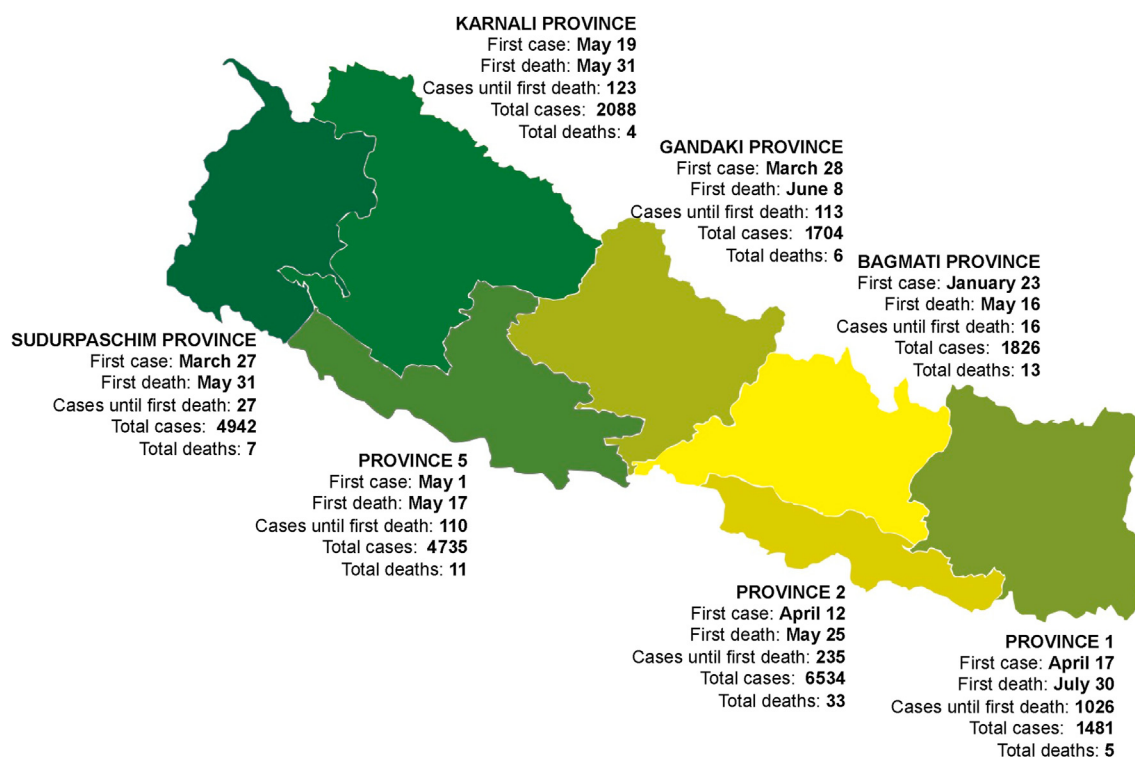 KARNALI PROVINCE
First case: May 19
First death: May 31
Cases until first death: 123
Total cases: 2088
Total deaths: 4
GANDAKI PROVINCE
First case: March 28
First death: June 8
Cases until first death: 113
Total cases: 1704
Total deaths: 6
BAGMATI PROVINCE
First case: January 23
First death: May 16
Cases until first death: 16
Total cases: 1826
Total deaths: 13
SUDURPASCHIM PROVINCE
First case: March 27
First death: May 31
Cases until first death: 27
Total cases: 4942
Total deaths: 7
PROVINCE 5
First case: May 1
First death: May 17
Cases until first death: 110
Total cases: 4735
Total deaths: 11
PROVINCE 2
First case: April 12
First death: May 25
Cases until first death: 235
Total cases: 6534
Total deaths: 33
PROVINCE 1
First case: April 17
First death: July 30
Cases until first death: 1026
Total cases: 1481
Total deaths: 5